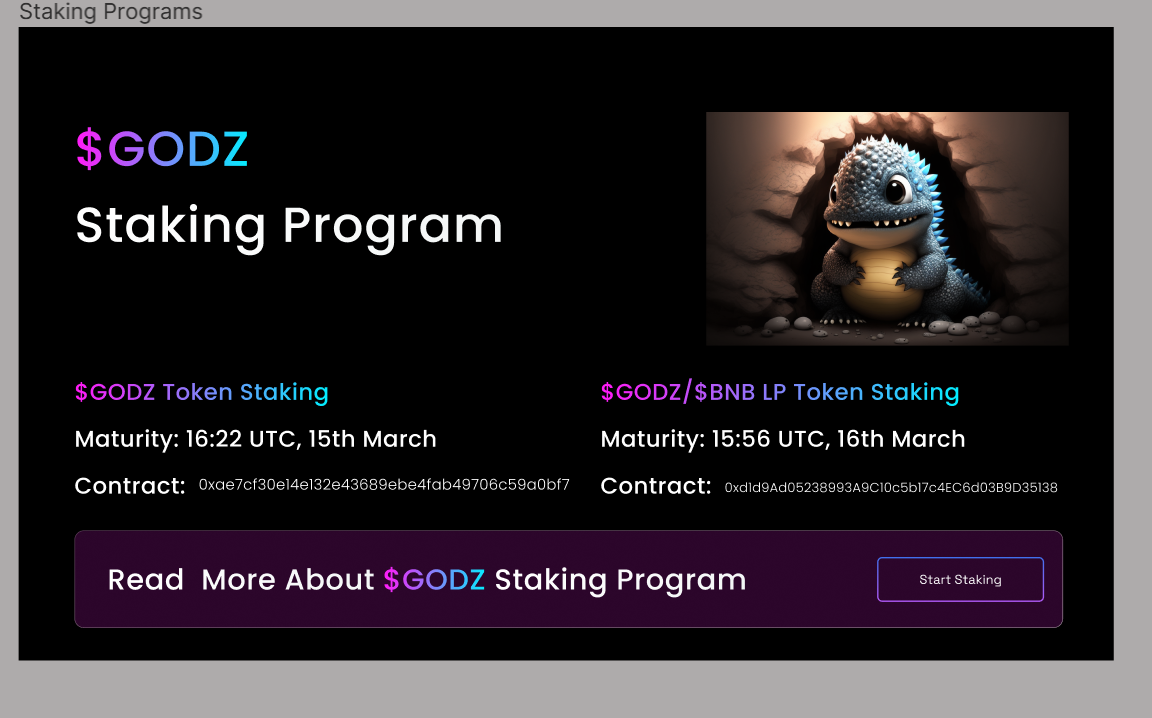 Staking Programs
$GODZ
Staking Program
$GODZ Token Staking
Maturity: 16:22 UTC, 15th March
Contract: 0xae7cf30e14e132e43689ebe4fab49706c59a0bf7
$GODZ/$BNB LP Token Staking
Maturity: 15:56 UTC, 16th March
Contract: 0xd1d9Ad05238993A9C10c5b17c4EC6d03B9D35138
Read More About $GODZ Staking Program
Start Staking